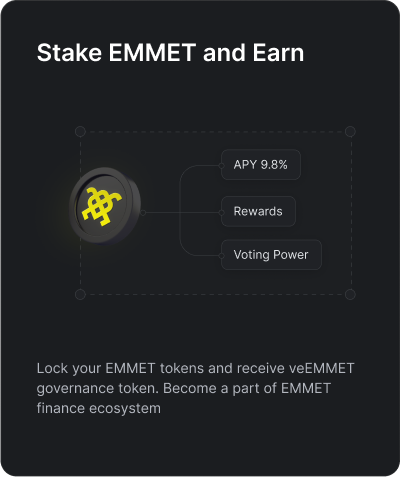 Stake EMMET and Earn
APY 9.8%
Rewards
Voting Power
Lock your EMMET tokens and receive veEMMET
governance token. Become a part of EMMET
finance ecosystem